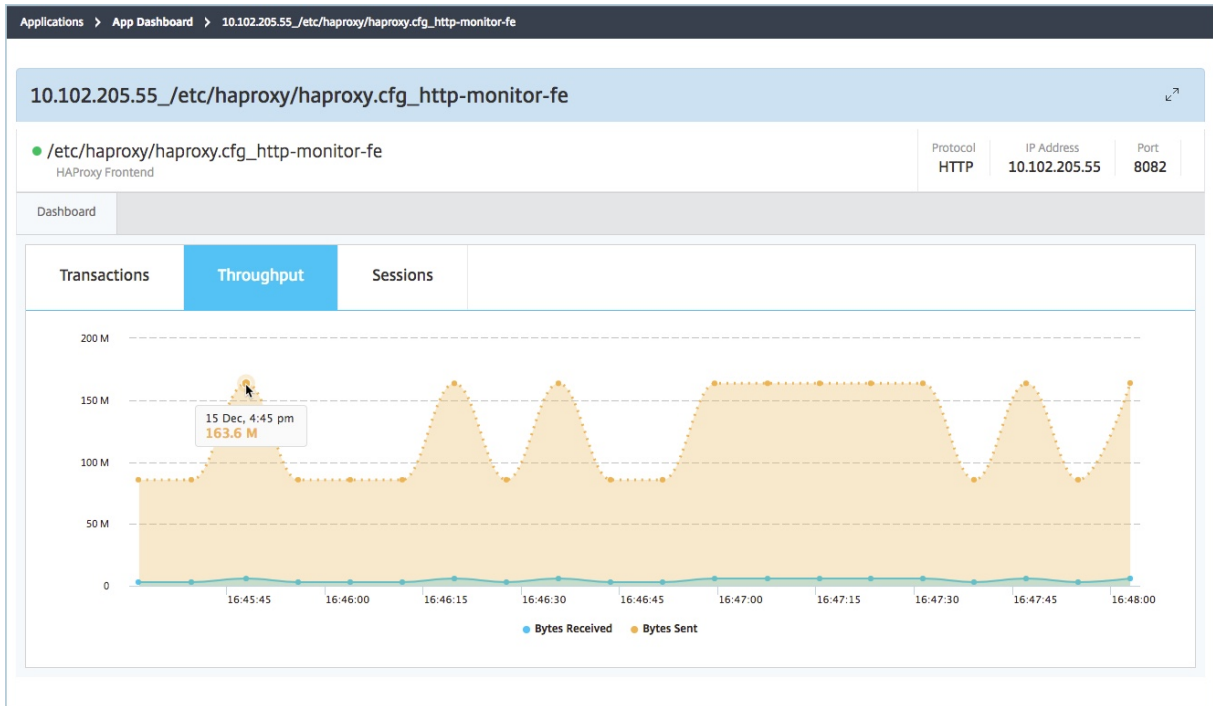 Applications > App Dashboard > 10.102.205.55_/etc/haproxy/haproxy.cfg_http-monitor-fe
10.102.205.55_/etc/haproxy/haproxy.cfg_http-monitor-fe
/etc/haproxy/haproxy.cfg_http-monitor-fe
HAProxy Frontend
Protocol IP Address Port
HTTP 10.102.205.55 8082
Dashboard
Transactions Throughput Sessions
200 M
150 M
15 Dec, 4:45 pm
163.6 M
100 M
50 M
0
16:45:45 16:46:00 16:46:15 16:46:30 16:46:45 16:47:00 16:47:15 16:47:30 16:47:45 16:48:00
Bytes Received Bytes Sent